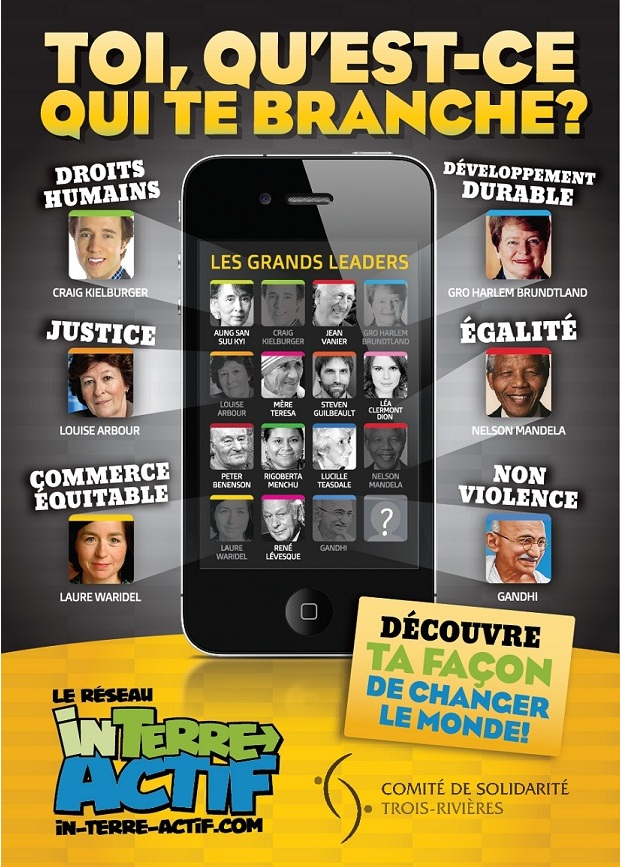 TOI, QU'EST-CE
QUI TE BRANCHE?
DROITS
HUMAINS
CRAIG KIELBURGER
JUSTICE
LOUISE ARBOUR
COMMERCE
ÉQUITABLE
LAURE WARIDEL
LES GRANDS LEADERS
AUNG SAN
SUU KYI
CRAIG
KIELBURGER
JEAN
VANIER
GRO HARLEM
BRUNDTLAND
LOUISE
ARBOUR
MÈRE
TERESA
STEVEN
GUILBEAULT
LÉA
CLERMONT
DION
PETER
BENENSON
RIGOBERTA
MENCHU
LUCILLE
TEASDALE
NELSON
MANDELA
LAURE
WARIDEL
RENÉ
LÉVESQUE
GANDHI
?
DÉVELOPPEMENT
DURABLE
GRO HARLEM BRUNDTLAND
ÉGALITÉ
NELSON MANDELA
NON
VIOLENCE
GANDHI
DÉCOUVRE
TA FAÇON
DE CHANGER
LE MONDE!
LE RÉSEAU
IN TERRE
ACTIF
IN-TERRE-ACTIF.COM
COMITÉ DE SOLIDARITÉ
TROIS-RIVIÈRES